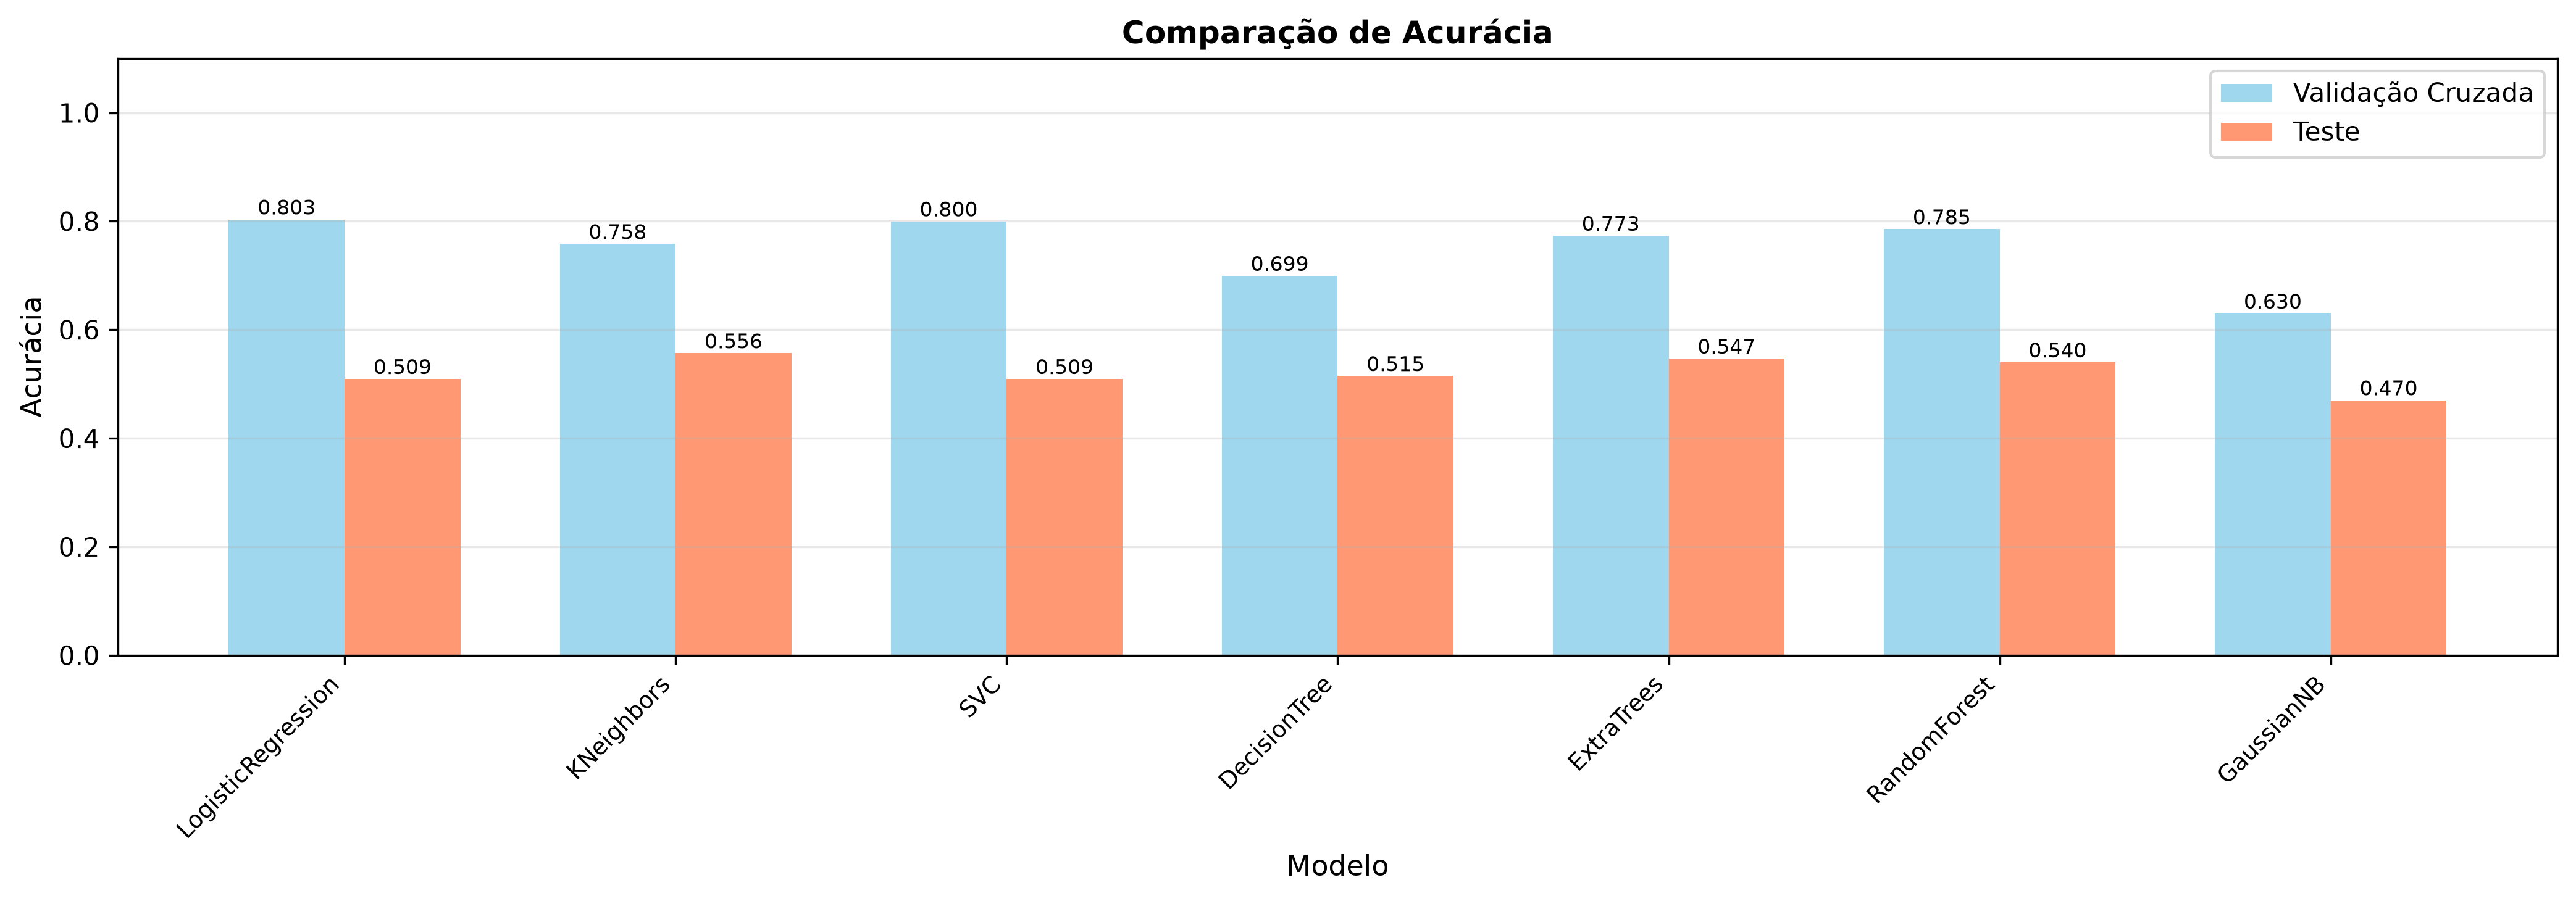 Comparação de Acurácia
Validação Cruzada
Teste
Acurácia
1.0
0.8
0.6
0.4
0.2
0.0
0.803
0.509
0.758
0.556
0.800
0.509
0.699
0.515
0.773
0.547
0.785
0.540
0.630
0.470
LogisticRegression
KNeighbors
SVC
DecisionTree
ExtraTrees
RandomForest
GaussianNB
Modelo